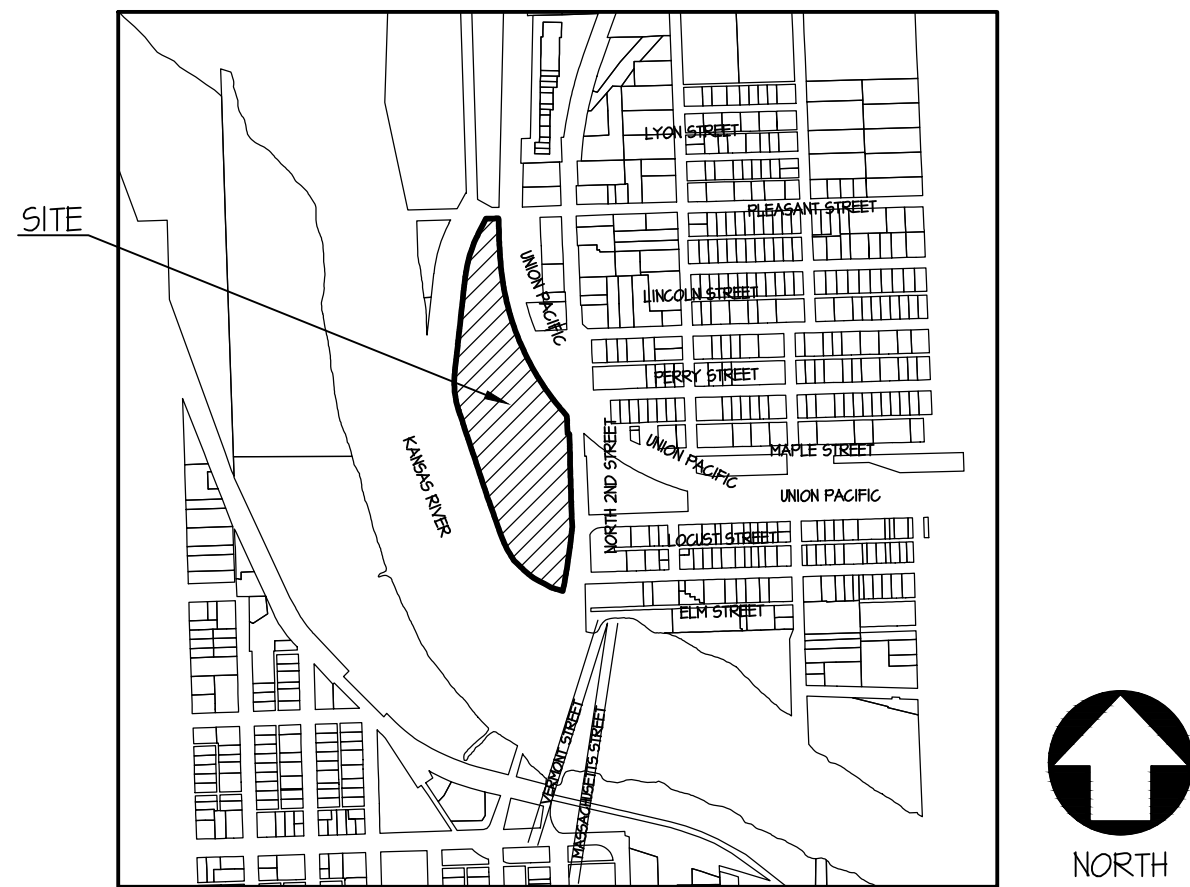 LYON STREET
PLEASANT STREET
SITE
UNION PACIFIC
LINCOLN STREET
PERRY STREET
KANSAS RIVER
NORTH 2ND STREET
UNION PACIFIC
MAPLE STREET
UNION PACIFIC
LOCUST STREET
ELM STREET
VERMONT STREET
MASSACHUSETTS STREET
NORTH